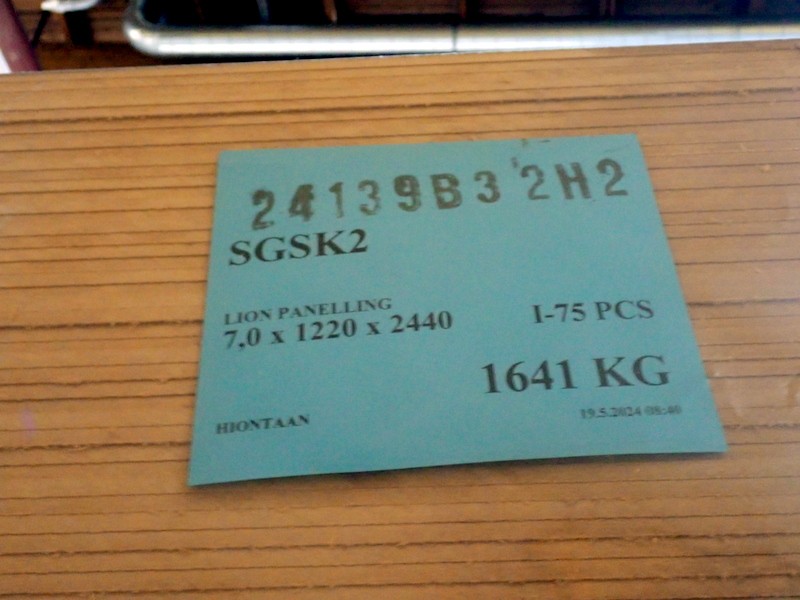 24139B3 2H2
SGSK2
LION PANELLING
7,0 x 1220 x 2440
I-75 PCS
1641 KG
HIONTAAN
19.5.2024 08:40